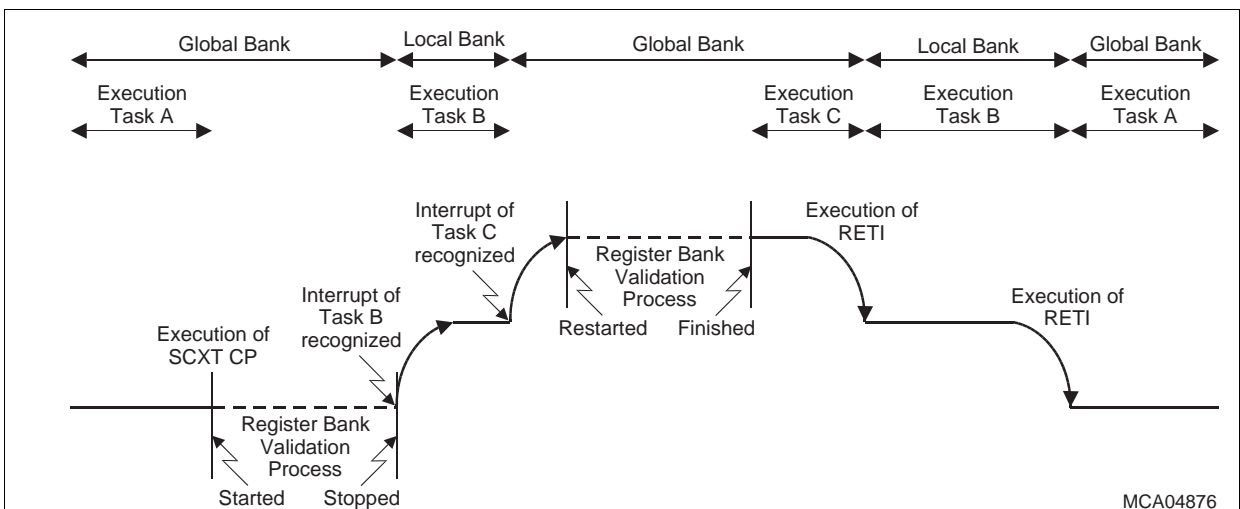 Global Bank
Local Bank
Global Bank
Local Bank
Global Bank
Execution
Task A
Execution
Task B
Execution
Task C
Execution
Task B
Execution
Task A
Interrupt of
Task C
recognized
Execution of
RETI
Register Bank
Validation
Process
Restarted
Finished
Interrupt of
Task B
recognized
Execution of
RETI
Execution of
SCXT CP
Register Bank
Validation
Process
Started
Stopped
MCA04876